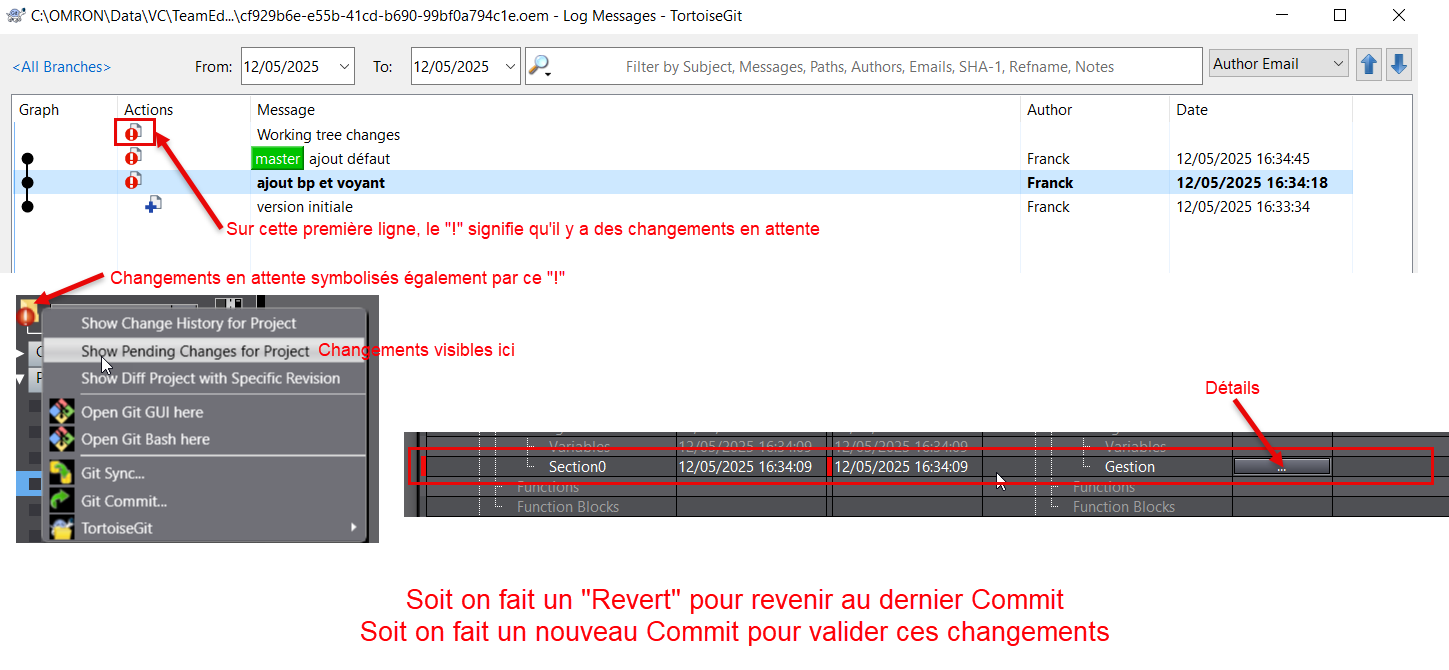 C:\OMRON\Data\VC\TeamEd...\cf929b6e-e55b-41cd-b690-99bf0a794c1e.oem - Log Messages - TortoiseGit
<All Branches> From: 12/05/2025 To: 12/05/2025 Filter by Subject, Messages, Paths, Authors, Emails, SHA-1, Refname, Notes Author Email
Graph Actions Message Author Date
Working tree changes
master ajout défaut Franck 12/05/2025 16:34:45
ajout bp et voyant Franck 12/05/2025 16:34:18
version initiale Franck 12/05/2025 16:33:34
Sur cette première ligne, le "!" signifie qu'il y a des changements en attente
Changements en attente symbolisés également par ce "!"
Show Change History for Project
Show Pending Changes for Project Changements visibles ici
Show Diff Project with Specific Revision
Open Git GUI here
Open Git Bash here
Git Sync...
Git Commit...
TortoiseGit
Détails
Variables 12/05/2025 16:34:09 12/05/2025 16:34:09 Variables
Section0 12/05/2025 16:34:09 12/05/2025 16:34:09 Gestion ...
Functions Functions
Function Blocks Function Blocks
Soit on fait un "Revert" pour revenir au dernier Commit
Soit on fait un nouveau Commit pour valider ces changements